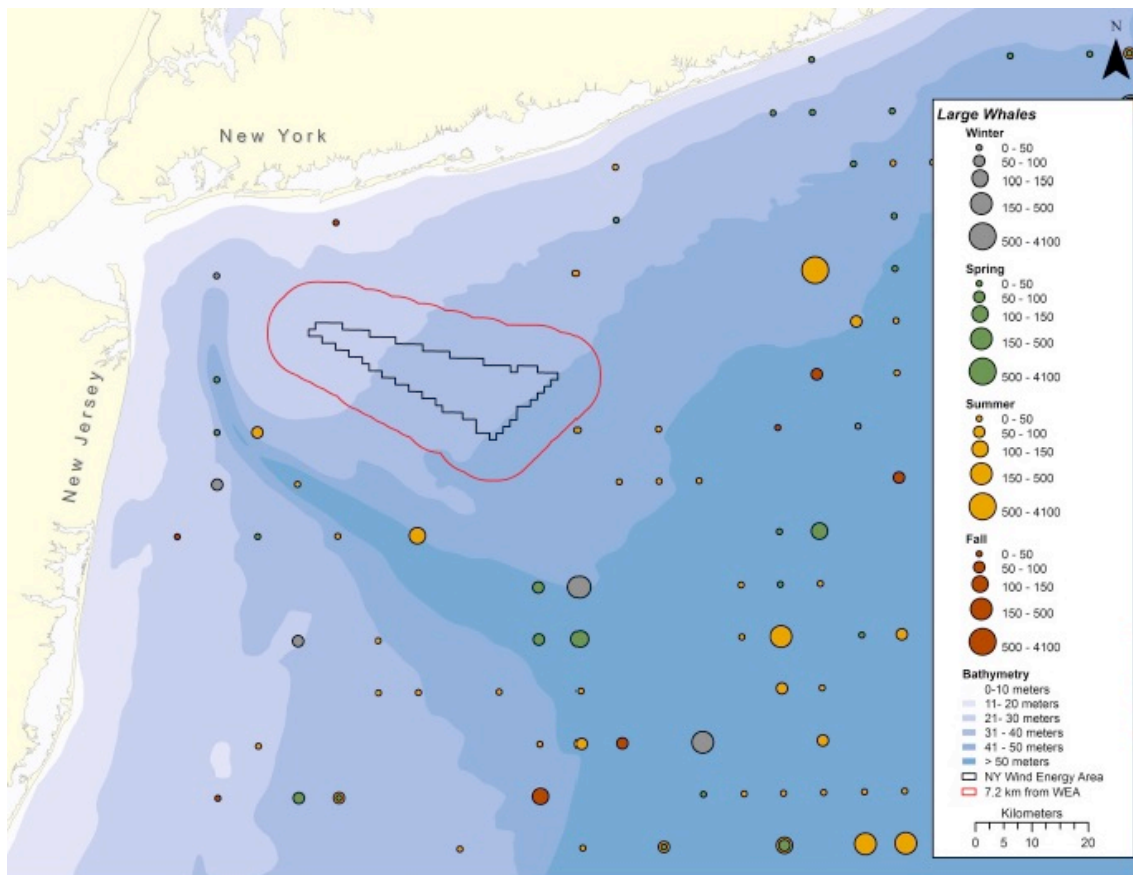 N
New York
New Jersey
Large Whales
Winter
0 - 50
50 - 100
100 - 150
150 - 500
500 - 4100
Spring
0 - 50
50 - 100
100 - 150
150 - 500
500 - 4100
Summer
0 - 50
50 - 100
100 - 150
150 - 500
500 - 4100
Fall
0 - 50
50 - 100
100 - 150
150 - 500
500 - 4100
Bathymetry
0-10 meters
11- 20 meters
21- 30 meters
31 - 40 meters
41 - 50 meters
> 50 meters
NY Wind Energy Area
7.2 km from WEA
Kilometers
0 10 20